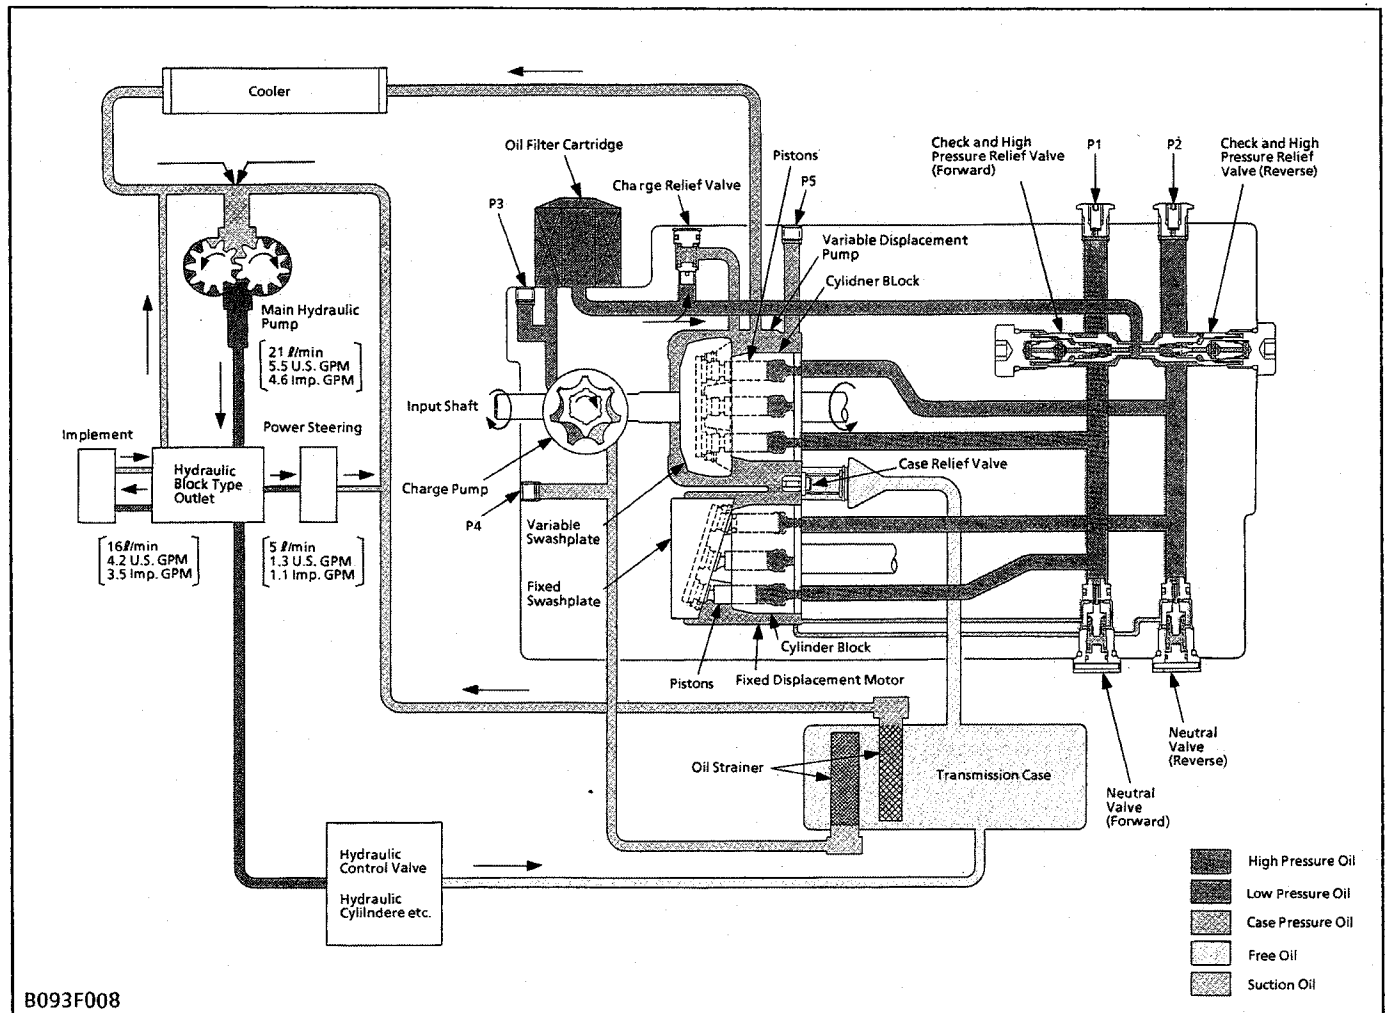 Cooler
Oil Filter Cartridge
Charge Relief Valve
Pistons
P5
Check and High
Pressure Relief Valve
(Forward)
P1
P2
Check and High
Pressure Relief
Valve (Reverse)
P3
Variable Displacement
Pump
Cylidner BLock
Main Hydraulic
Pump
21 ℓ/min
5.5 U.S. GPM
4.6 Imp. GPM
Input Shaft
Implement
Power Steering
Hydraulic
Block Type
Outlet
Charge Pump
Case Relief Valve
P4
Variable
Swashplate
16ℓ/min
4.2 U.S. GPM
3.5 Imp. GPM
5 ℓ/min
1.3 U.S. GPM
1.1 Imp. GPM
Fixed
Swashplate
Cylinder Block
Pistons
Fixed Displacement Motor
Oil Strainer
Transmission Case
Neutral
Valve
(Reverse)
Neutral
Valve
(Forward)
Hydraulic
Control Valve
Hydraulic
Cylilndere etc.
High Pressure Oil
Low Pressure Oil
Case Pressure Oil
Free Oil
Suction Oil
B093F008